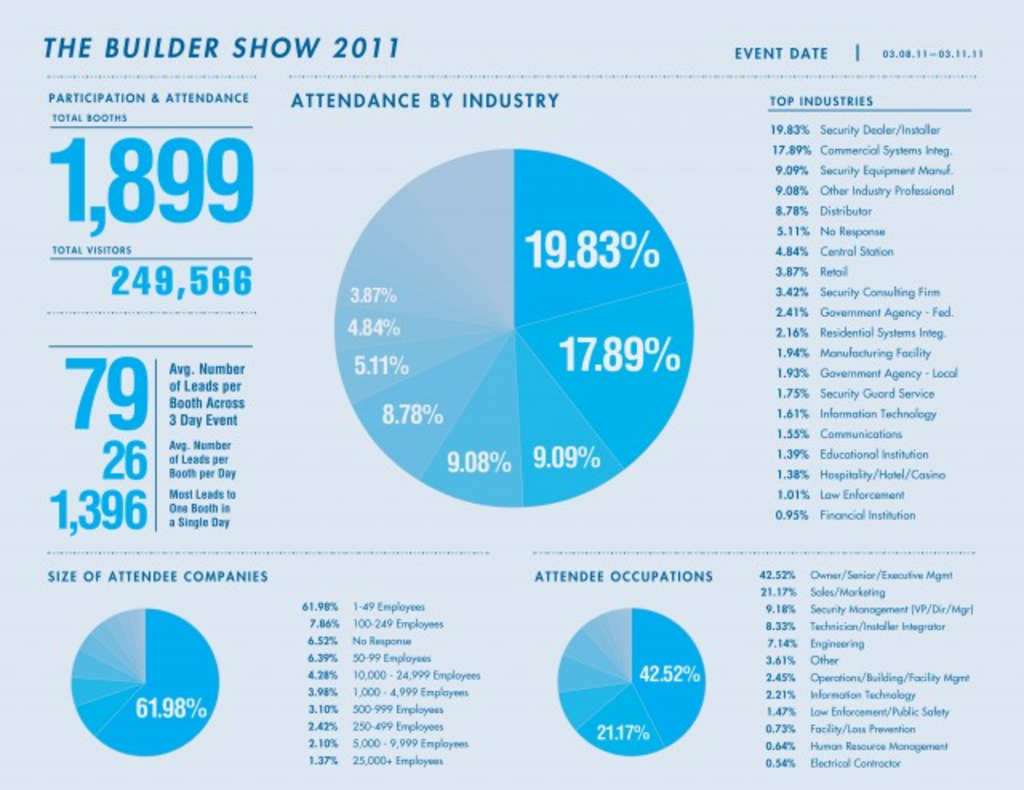 THE BUILDER SHOW 2011
EVENT DATE | 03.08.11–03.11.11
PARTICIPATION & ATTENDANCE
TOTAL BOOTHS
1,899
TOTAL VISITORS
249,566
79
Avg. Number
of Leads per
Booth Across
3 Day Event
26
Avg. Number
of Leads per
Booth per Day
1,396
Most Leads to
One Booth in
a Single Day
ATTENDANCE BY INDUSTRY
19.83%
17.89%
9.09%
9.08%
8.78%
5.11%
4.84%
3.87%
TOP INDUSTRIES
19.83% Security Dealer/Installer
17.89% Commercial Systems Integ.
9.09% Security Equipment Manuf.
9.08% Other Industry Professional
8.78% Distributor
5.11% No Response
4.84% Central Station
3.87% Retail
3.42% Security Consulting Firm
2.41% Government Agency - Fed.
2.16% Residential Systems Integ.
1.94% Manufacturing Facility
1.93% Government Agency - Local
1.75% Security Guard Service
1.61% Information Technology
1.55% Communications
1.39% Educational Institution
1.38% Hospitality/Hotel/Casino
1.01% Law Enforcement
0.95% Financial Institution
SIZE OF ATTENDEE COMPANIES
61.98%
61.98% 1-49 Employees
7.86% 100-249 Employees
6.52% No Response
6.39% 50-99 Employees
4.28% 10,000 - 24,999 Employees
3.98% 1,000 - 4,999 Employees
3.10% 500-999 Employees
2.42% 250-499 Employees
2.10% 5,000 - 9,999 Employees
1.37% 25,000+ Employees
ATTENDEE OCCUPATIONS
42.52%
21.17%
42.52% Owner/Senior/Executive Mgmt
21.17% Sales/Marketing
9.18% Security Management (VP/Dir/Mgr)
8.33% Technician/Installer Integrator
7.14% Engineering
3.61% Other
2.45% Operations/Building/Facility Mgmt
2.21% Information Technology
1.47% Law Enforcement/Public Safety
0.73% Facility/Loss Prevention
0.64% Human Resource Management
0.54% Electrical Contractor